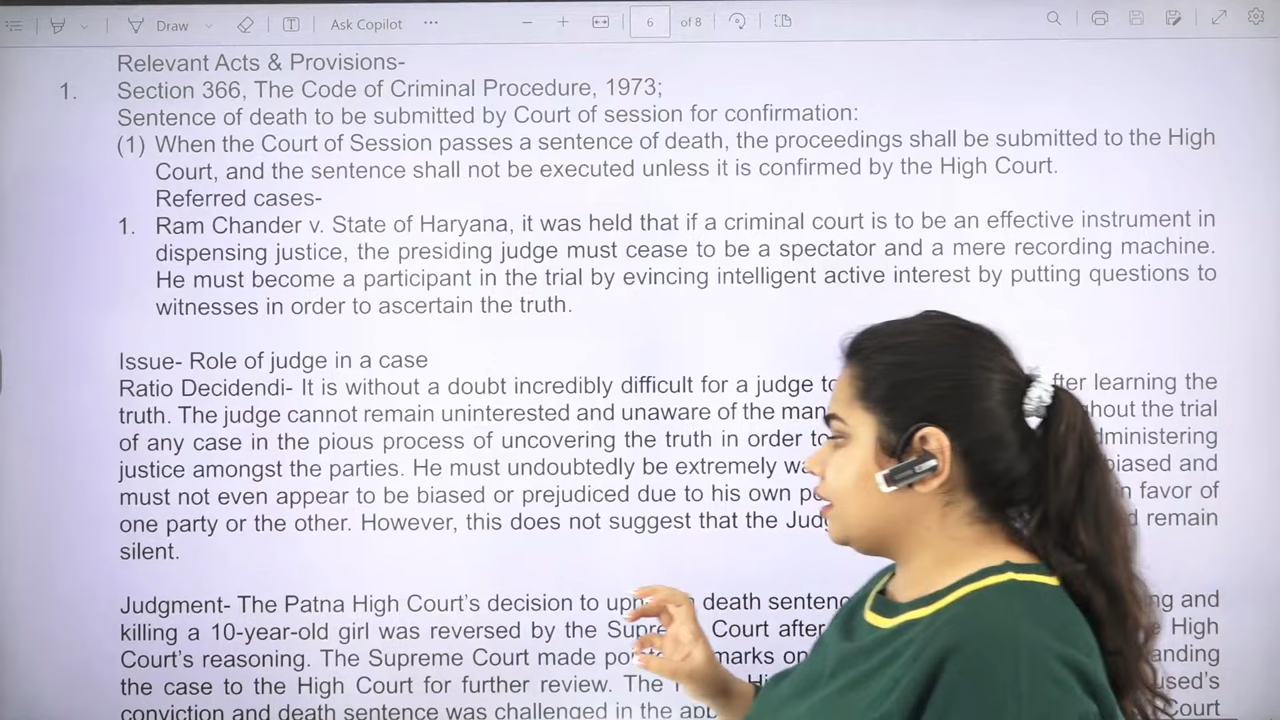 Draw
Ask Copilot
6 of 8
Relevant Acts & Provisions-
1. Section 366, The Code of Criminal Procedure, 1973;
Sentence of death to be submitted by Court of session for confirmation:
(1) When the Court of Session passes a sentence of death, the proceedings shall be submitted to the High
Court, and the sentence shall not be executed unless it is confirmed by the High Court.
Referred cases-
1. Ram Chander v. State of Haryana, it was held that if a criminal court is to be an effective instrument in
dispensing justice, the presiding judge must cease to be a spectator and a mere recording machine.
He must become a participant in the trial by evincing intelligent active interest by putting questions to
witnesses in order to ascertain the truth.
Issue- Role of judge in a case
Ratio Decidendi- It is without a doubt incredibly difficult for a judge learning the
truth. The judge cannot remain uninterested and unaware of the the trial
of any case in the pious process of uncovering the truth in order
justice amongst the parties. He must undoubtedly be extremely and
must not even appear to be biased or prejudiced due to his own favor of
one party or the other. However, this does not suggest that the remain
silent.
Judgment- The Patna High Court's decision to death and
killing a 10-year-old girl was reversed by the Court after High
Court's reasoning. The Supreme Court made
the case to the High Court for further review. The
conviction and death sentence was challenged in the Court